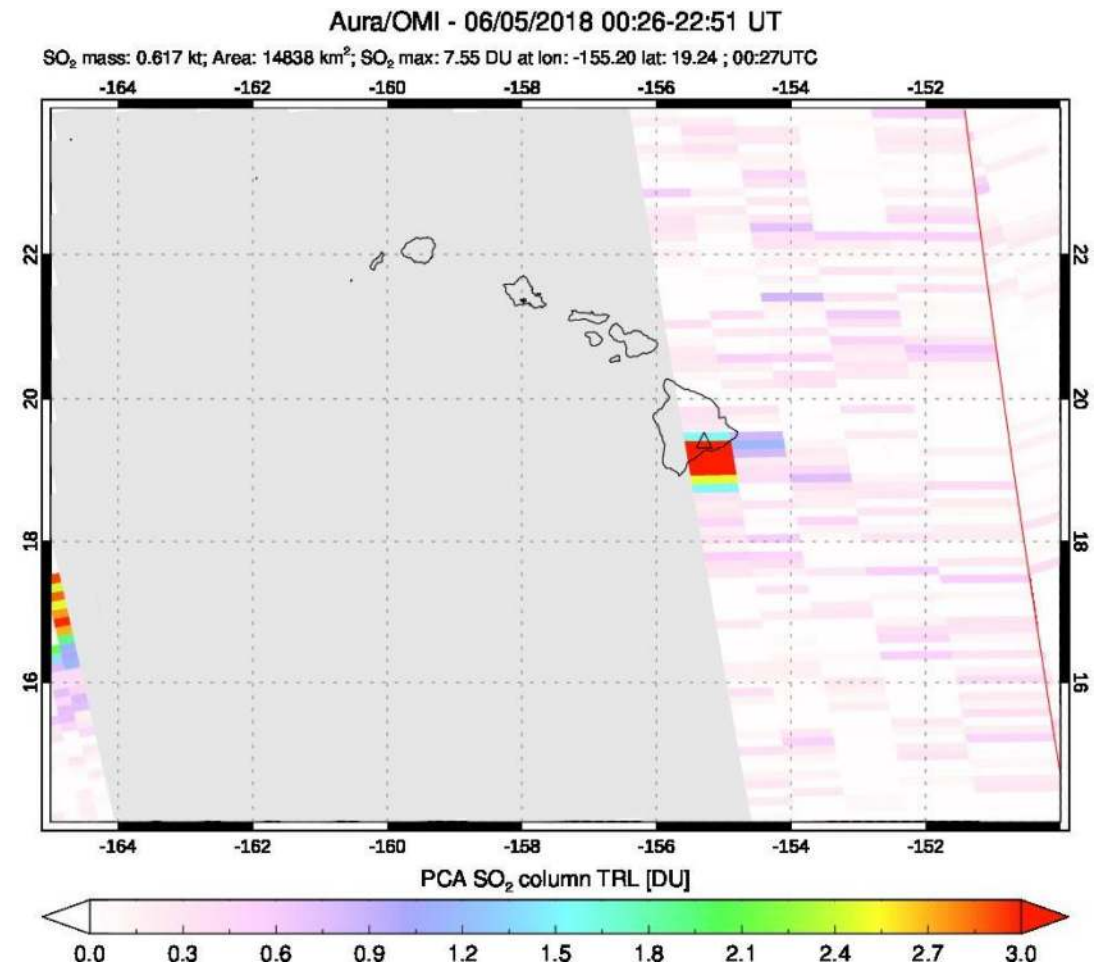 Aura/OMI - 06/05/2018 00:26-22:51 UT
SO₂ mass: 0.617 kt; Area: 14838 km²; SO₂ max: 7.55 DU at lon: -155.20 lat: 19.24 ; 00:27UTC
-164 -162 -160 -158 -156 -154 -152
22 22
20 20
18 18
16 16
-164 -162 -160 -158 -156 -154 -152
PCA SO₂ column TRL [DU]
0.0 0.3 0.6 0.9 1.2 1.5 1.8 2.1 2.4 2.7 3.0